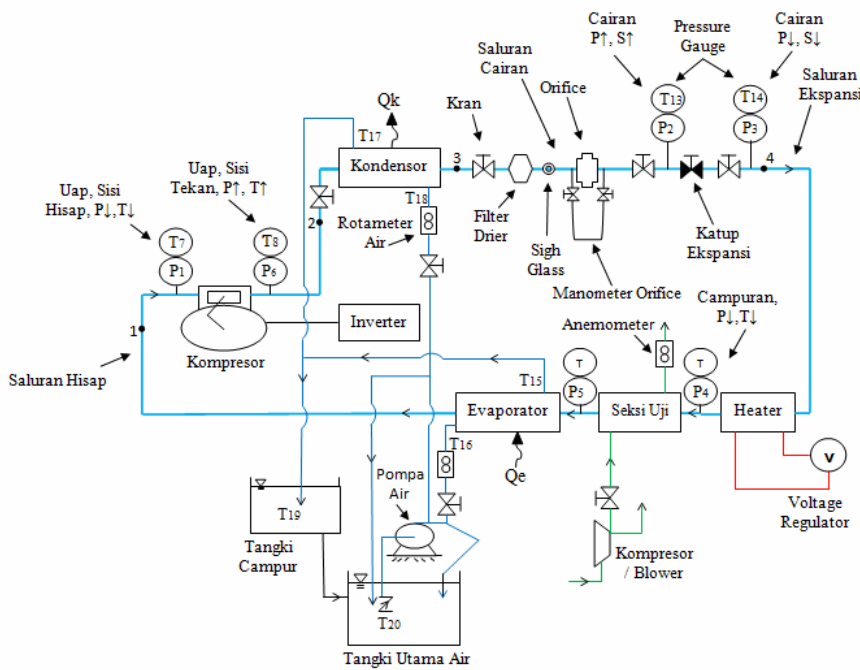 Cairan
P↑, S↑
Pressure
Gauge
Cairan
P↓, S↓
Saluran
Cairan
Saluran
Ekspansi
Orifice
Kran
Qk
T13
T14
P2
P3
T17
Kondensor
3
4
Uap, Sisi
Tekan, P↑, T↑
Uap, Sisi
Hisap, P↓,T↓
T18
2
Rotameter
Air
Filter
Drier
Sigh
Glass
Katup
Ekspansi
T7
T8
P1
P6
Manometer Orifice
Campuran,
P↓,T↓
Anemometer
1
Inverter
Kompresor
Saluran Hisap
T15
T
T
P5
P4
Evaporator
Seksi Uji
Heater
T16
Qe
V
Voltage
Regulator
Pompa
Air
T19
Tangki
Campur
Kompresor
/ Blower
T20
Tangki Utama Air